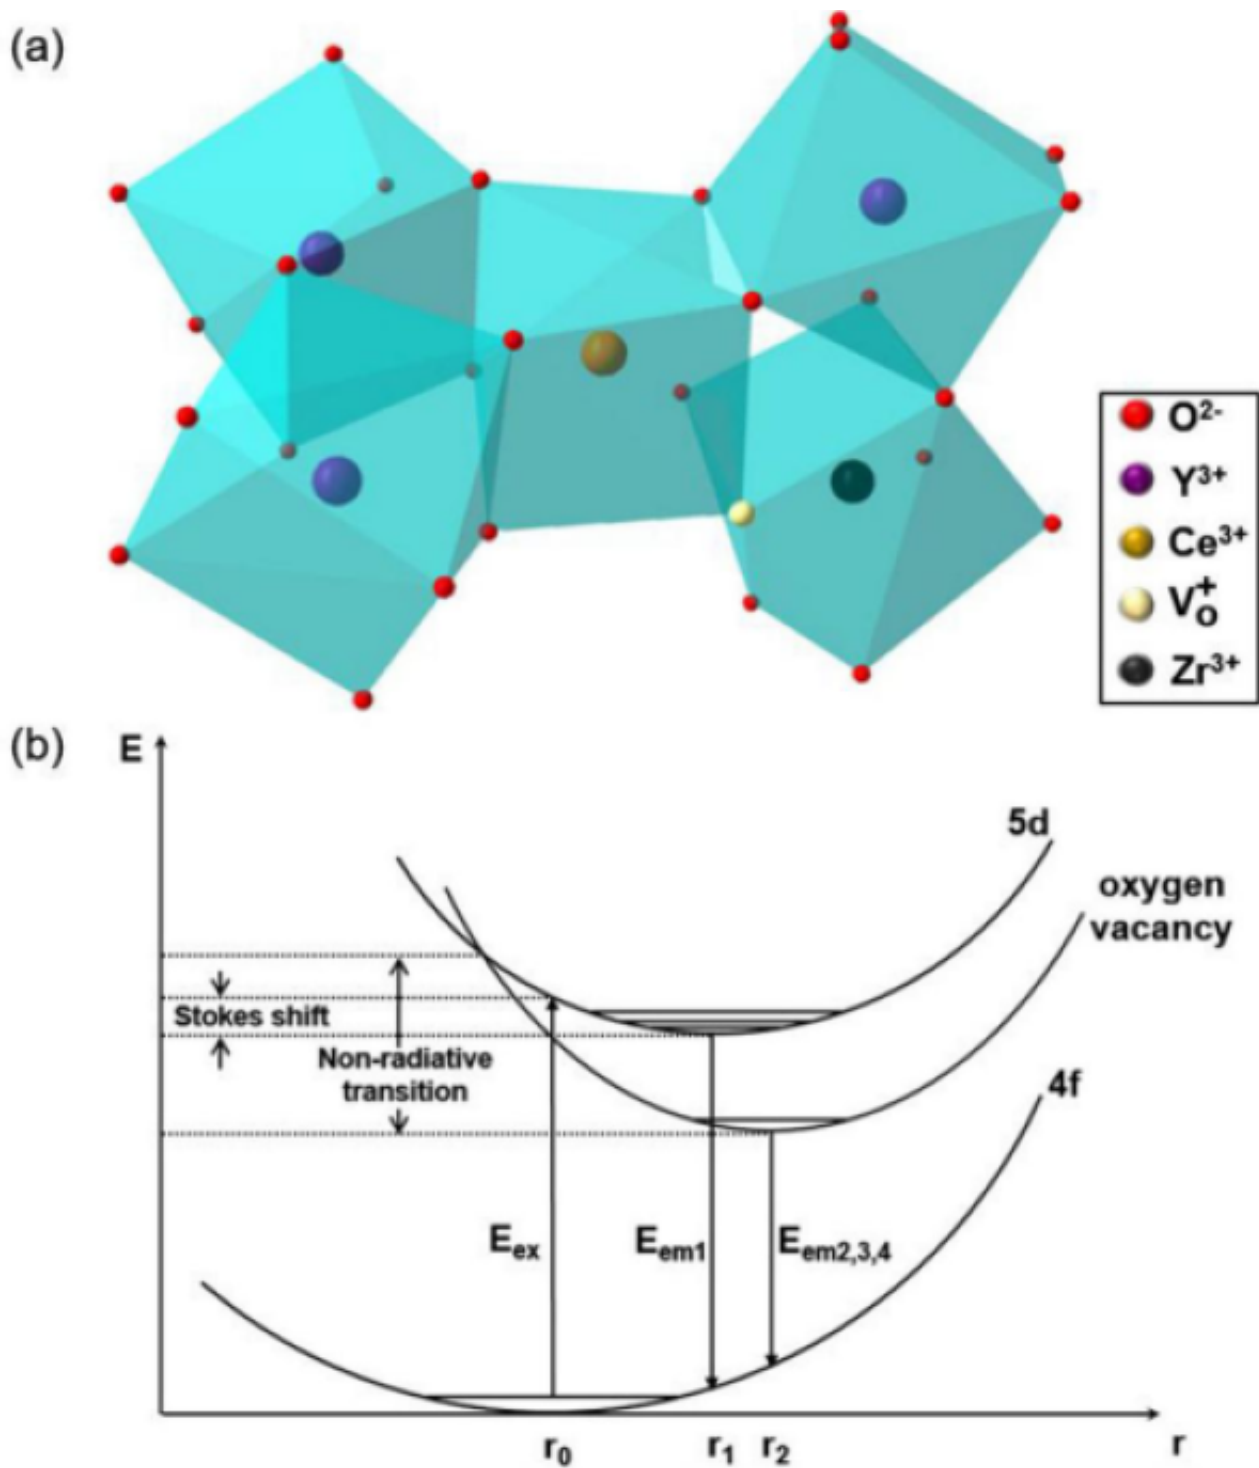 (a)
O²⁻
Y³⁺
Ce³⁺
V₀⁺
Zr³⁺
(b)
E
5d
oxygen
vacancy
Stokes shift
Non-radiative
transition
4f
Eₑₓ
Eₑₘ₁
Eₑₘ₂,₃,₄
r₀
r₁
r₂
r